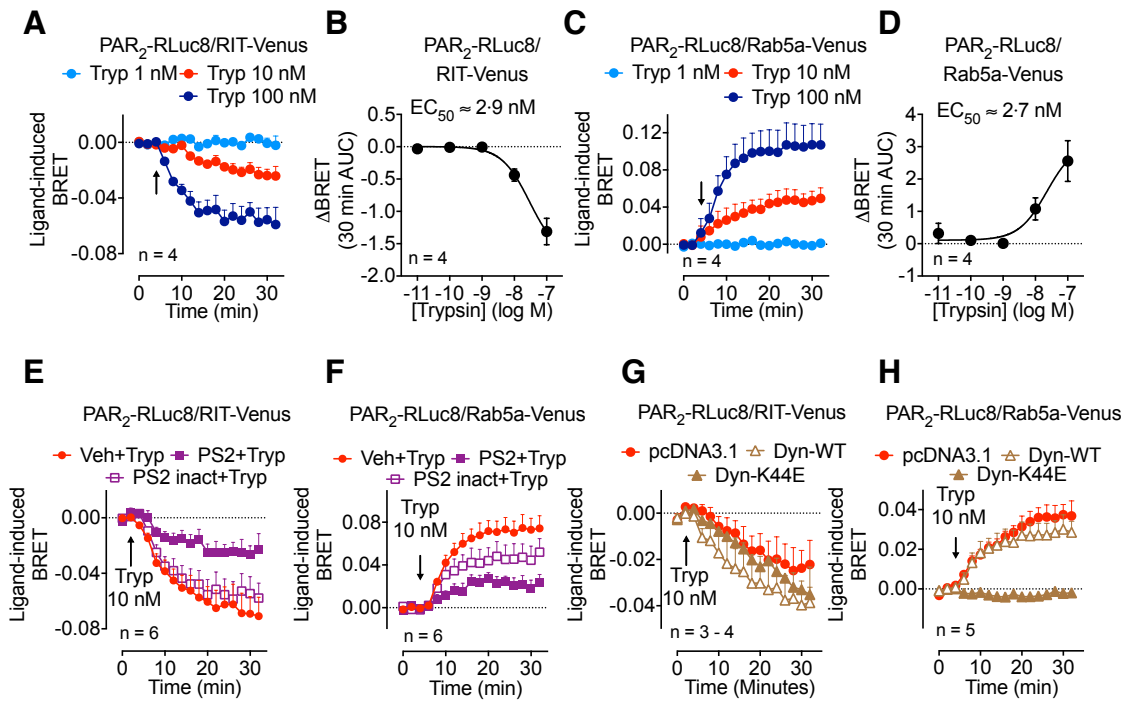 A
PAR2-RLuc8/RIT-Venus
Tryp 1 nM Tryp 10 nM
Tryp 100 nM
Ligand-induced
BRET
0.00
-0.04
-0.08
n = 4
0 10 20 30
Time (min)
B
PAR2-RLuc8/
RIT-Venus
EC50 ≈ 2·9 nM
ΔBRET
(30 min AUC)
0.0
-0.5
-1.0
-1.5
-2.0
n = 4
-11 -10 -9 -8 -7
[Trypsin] (log M)
C
PAR2-RLuc8/Rab5a-Venus
Tryp 1 nM Tryp 10 nM
Tryp 100 nM
Ligand-induced
BRET
0.12
0.08
0.04
0.00
n = 4
0 10 20 30
Time (min)
D
PAR2-RLuc8/
Rab5a-Venus
EC50 ≈ 2·7 nM
ΔBRET
(30 min AUC)
4
3
2
1
0
-1
n = 4
-11 -10 -9 -8 -7
[Trypsin] (log M)
E
PAR2-RLuc8/RIT-Venus
Veh+Tryp PS2+Tryp
PS2 inact+Tryp
Ligand-induced
BRET
0.00
-0.04
-0.08
Tryp
10 nM
n = 6
0 10 20 30
Time (min)
F
PAR2-RLuc8/Rab5a-Venus
Veh+Tryp PS2+Tryp
PS2 inact+Tryp
Ligand-induced
BRET
0.08
0.04
0.00
Tryp
10 nM
n = 6
0 10 20 30
Time (min)
G
PAR2-RLuc8/RIT-Venus
pcDNA3.1 Dyn-WT
Dyn-K44E
Ligand-induced
BRET
0.00
-0.02
-0.04
Tryp
10 nM
n = 3 - 4
0 10 20 30
Time (Minutes)
H
PAR2-RLuc8/Rab5a-Venus
pcDNA3.1 Dyn-WT
Dyn-K44E
Ligand-induced
BRET
0.04
0.02
0.00
Tryp
10 nM
n = 5
0 10 20 30
Time (min)